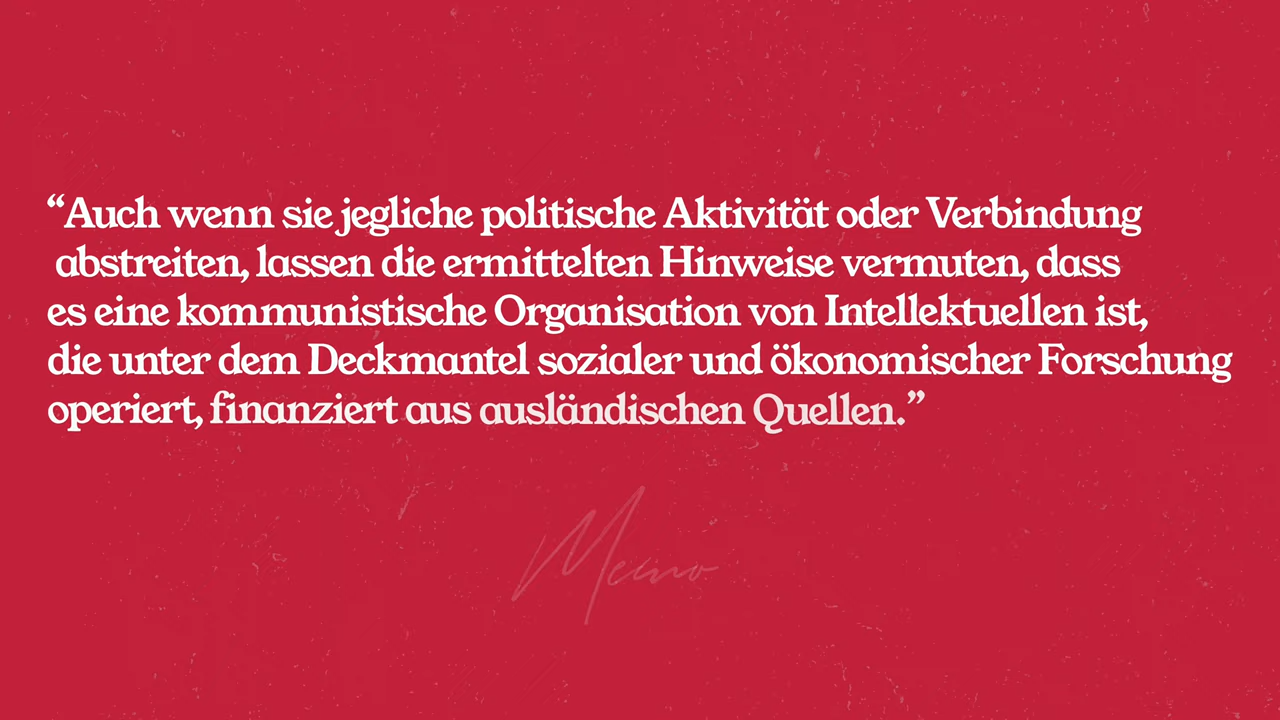 “Auch wenn sie jegliche politische Aktivität oder Verbindung
abstreiten, lassen die ermittelten Hinweise vermuten, dass
es eine kommunistische Organisation von Intellektuellen ist,
die unter dem Deckmantel sozialer und ökonomischer Forschung
operiert, finanziert aus ausländischen Quellen.”